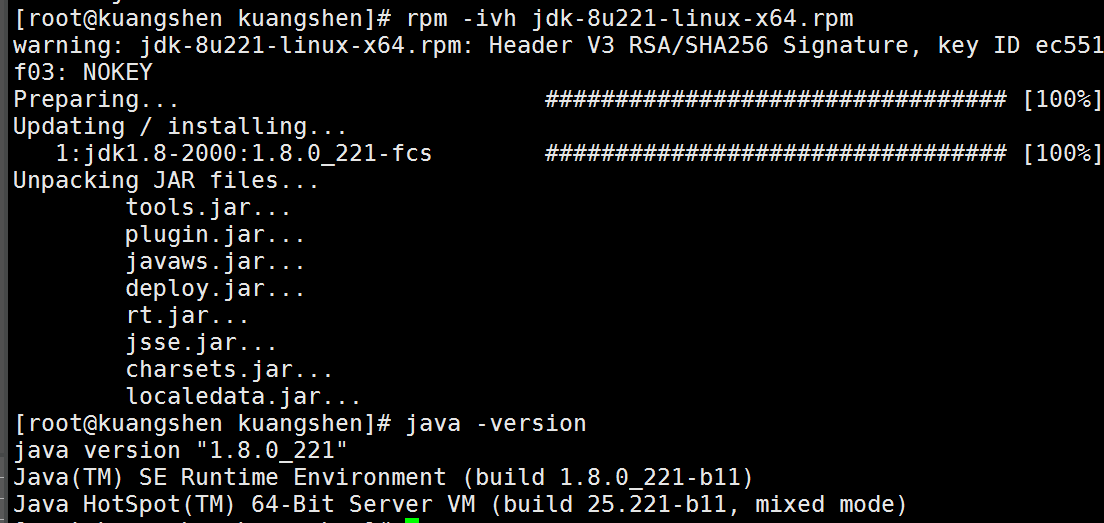 [root@kuangshen kuangshen]# rpm -ivh jdk-8u221-linux-x64.rpm
warning: jdk-8u221-linux-x64.rpm: Header V3 RSA/SHA256 Signature, key ID ec551
f03: NOKEY
Preparing...                          ################################# [100%]
Updating / installing...
   1:jdk1.8-2000:1.8.0_221-fcs        ################################# [100%]
Unpacking JAR files...
        tools.jar...
        plugin.jar...
        javaws.jar...
        deploy.jar...
        rt.jar...
        jsse.jar...
        charsets.jar...
        localedata.jar...
[root@kuangshen kuangshen]# java -version
java version "1.8.0_221"
Java(TM) SE Runtime Environment (build 1.8.0_221-b11)
Java HotSpot(TM) 64-Bit Server VM (build 25.221-b11, mixed mode)